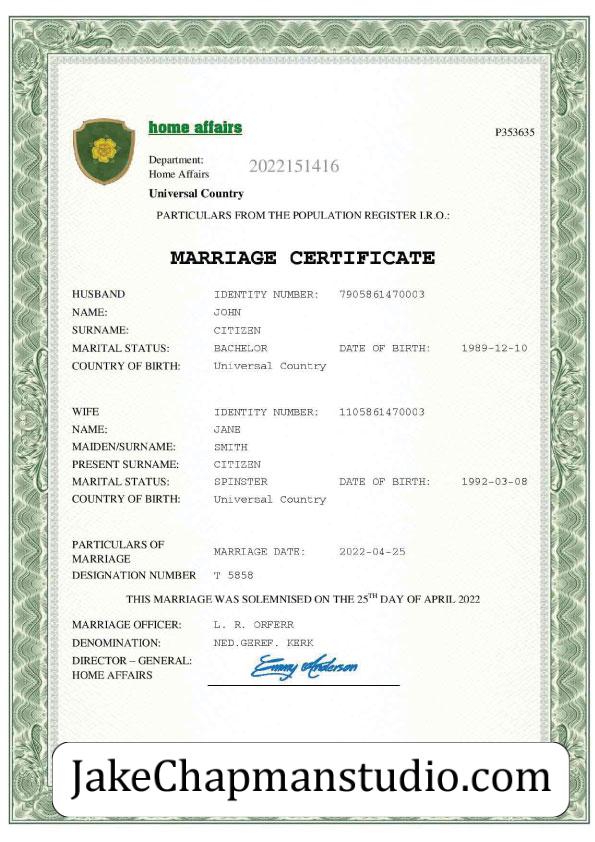 home affairs
P353635
Department:
Home Affairs
2022151416
Universal Country
PARTICULARS FROM THE POPULATION REGISTER I.R.O.:
MARRIAGE CERTIFICATE
HUSBAND IDENTITY NUMBER: 7905861470003
NAME: JOHN
SURNAME: CITIZEN
MARITAL STATUS: BACHELOR DATE OF BIRTH: 1989-12-10
COUNTRY OF BIRTH: Universal Country
WIFE IDENTITY NUMBER: 1105861470003
NAME: JANE
MAIDEN/SURNAME: SMITH
PRESENT SURNAME: CITIZEN
MARITAL STATUS: SPINSTER DATE OF BIRTH: 1992-03-08
COUNTRY OF BIRTH: Universal Country
PARTICULARS OF
MARRIAGE
MARRIAGE DATE: 2022-04-25
DESIGNATION NUMBER T 5858
THIS MARRIAGE WAS SOLEMNISED ON THE 25TH DAY OF APRIL 2022
MARRIAGE OFFICER: L. R. ORFERR
DENOMINATION: NED.GEREF. KERK
DIRECTOR – GENERAL:
HOME AFFAIRS
Emmy Anderson
JakeChapmanstudio.com